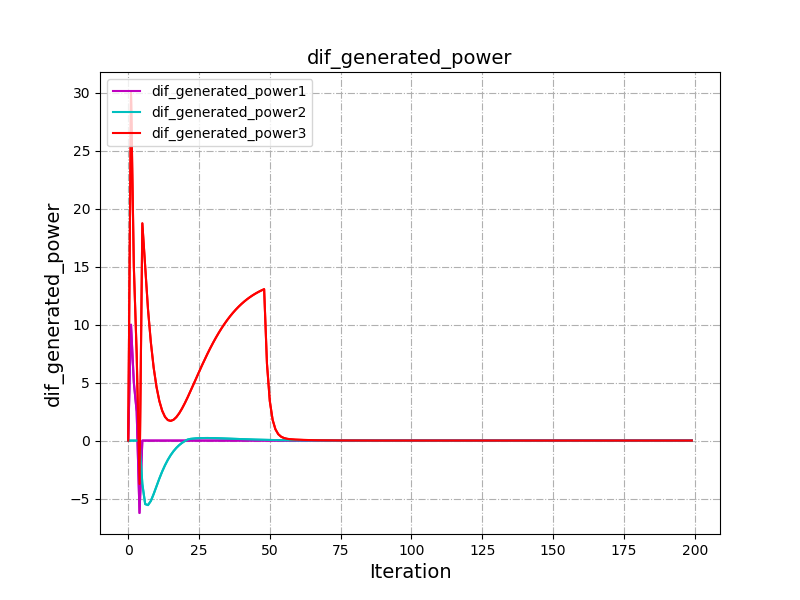 dif_generated_power
dif_generated_power
30
25
20
15
10
5
0
−5
dif_generated_power1
dif_generated_power2
dif_generated_power3
0 25 50 75 100 125 150 175 200
Iteration